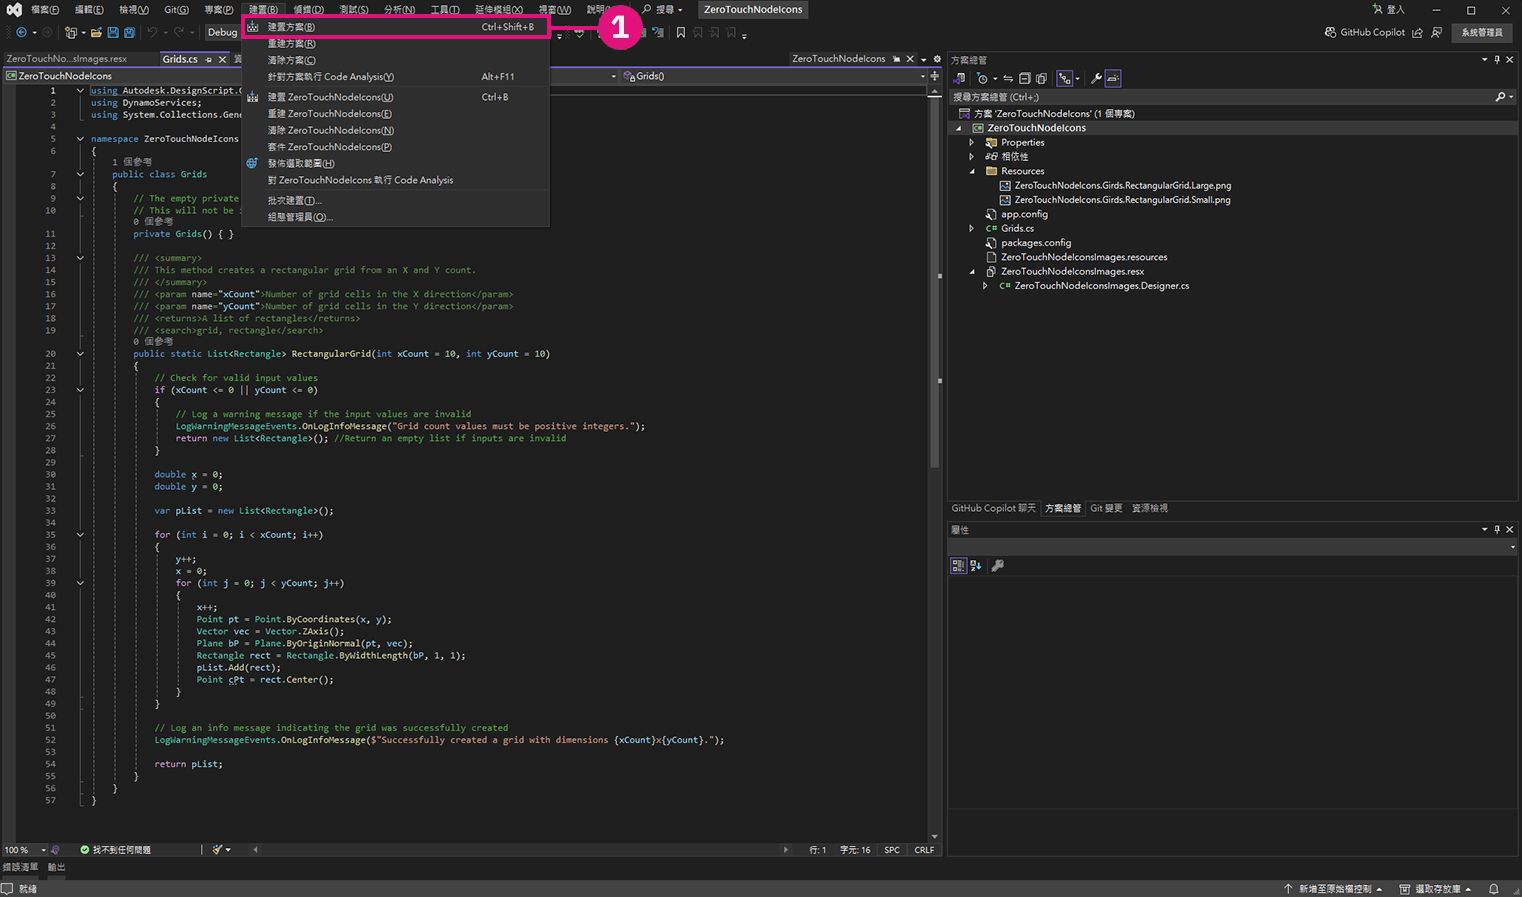 檔案(F) 編輯(E) 檢視(V) Git(G) 專案(P) 建置(B) 偵錯(D) 測試(S) 分析(N) 工具(T) 延伸模組(X) 視窗(W) 搜尋 ZeroTouchNodeIcons 登入
Debug GitHub Copilot 系統管理員
建置方案(B) Ctrl+Shift+B
1
重建方案(R)
清除方案(C)
針對方案執行 Code Analysis(Y) Alt+F11
建置 ZeroTouchNodeIcons(U) Ctrl+B
重建 ZeroTouchNodeIcons(E)
清除 ZeroTouchNodeIcons(N)
套件 ZeroTouchNodeIcons(P)
發佈選取範圍(H)
對 ZeroTouchNodeIcons 執行 Code Analysis
批次建置(T)...
組態管理員(O)...
ZeroTouchNo...sImages.resx Grids.cs ZeroTouchNodeIcons
ZeroTouchNodeIcons Grids()
1 using Autodesk.DesignScript.
2 using DynamoServices;
3 using System.Collections.Gen
4
5 namespace ZeroTouchNodeIcons
6 {
1 個參考
7 public class Grids
8 {
9 // The empty private
10 // This will not be
0 個參考
11 private Grids() { }
12
13 /// <summary>
14 /// This method creates a rectangular grid from an X and Y count.
15 /// </summary>
16 /// <param name="xCount">Number of grid cells in the X direction</param>
17 /// <param name="yCount">Number of grid cells in the Y direction</param>
18 /// <returns>A list of rectangles</returns>
19 /// <search>grid, rectangle</search>
0 個參考
20 public static List<Rectangle> RectangularGrid(int xCount = 10, int yCount = 10)
21 {
22 // Check for valid input values
23 if (xCount <= 0 || yCount <= 0)
24 {
25 // Log a warning message if the input values are invalid
26 LogWarningMessageEvents.OnLogInfoMessage("Grid count values must be positive integers.");
27 return new List<Rectangle>(); //Return an empty list if inputs are invalid
28 }
29
30 double x = 0;
31 double y = 0;
32
33 var pList = new List<Rectangle>();
34
35 for (int i = 0; i < xCount; i++)
36 {
37 y++;
38 x = 0;
39 for (int j = 0; j < yCount; j++)
40 {
41 x++;
42 Point pt = Point.ByCoordinates(x, y);
43 Vector vec = Vector.ZAxis();
44 Plane bP = Plane.ByOriginNormal(pt, vec);
45 Rectangle rect = Rectangle.ByWidthLength(bP, 1, 1);
46 pList.Add(rect);
47 Point cPt = rect.Center();
48 }
49 }
50
51 // Log an info message indicating the grid was successfully created
52 LogWarningMessageEvents.OnLogInfoMessage($"Successfully created a grid with dimensions {xCount}x{yCount}.");
53
54 return pList;
55 }
56 }
57 }
100 % 找不到任何問題 行: 1 字元: 16 SPC CRLF
錯誤清單 輸出
就緒 新增至原始檔控制 選取存放庫
方案總管
搜尋方案總管 (Ctrl+;)
方案 'ZeroTouchNodeIcons' (1 個專案)
ZeroTouchNodeIcons
Properties
相依性
Resources
ZeroTouchNodeIcons.Girds.RectangularGrid.Large.png
ZeroTouchNodeIcons.Girds.RectangularGrid.Small.png
app.config
C# Grids.cs
packages.config
ZeroTouchNodeIconsImages.resources
ZeroTouchNodeIconsImages.resx
C# ZeroTouchNodeIconsImages.Designer.cs
GitHub Copilot 聊天 方案總管 Git 變更 資源檢視
屬性